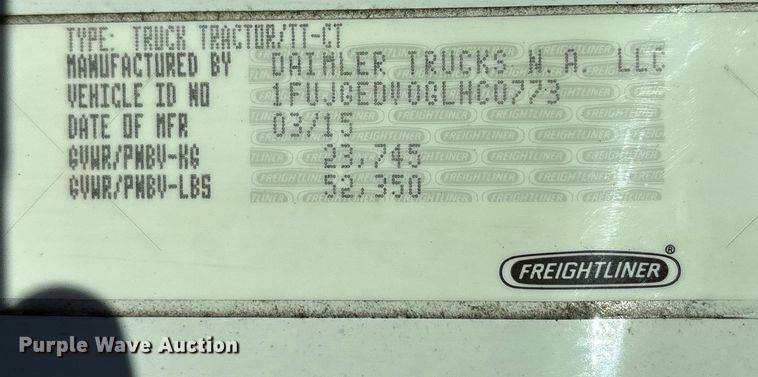 TYPE: TRUCK TRACTOR/TT-CT
MANUFACTURED BY DAIMLER TRUCKS N.A. LLC
VEHICLE ID NO 1FUJGEDV0GLHC0773
DATE OF MFR 03/15
GVWR/PNBV-KG 23,745
GVWR/PNBV-LBS 52,350
FREIGHTLINER®
Purple Wave Auction